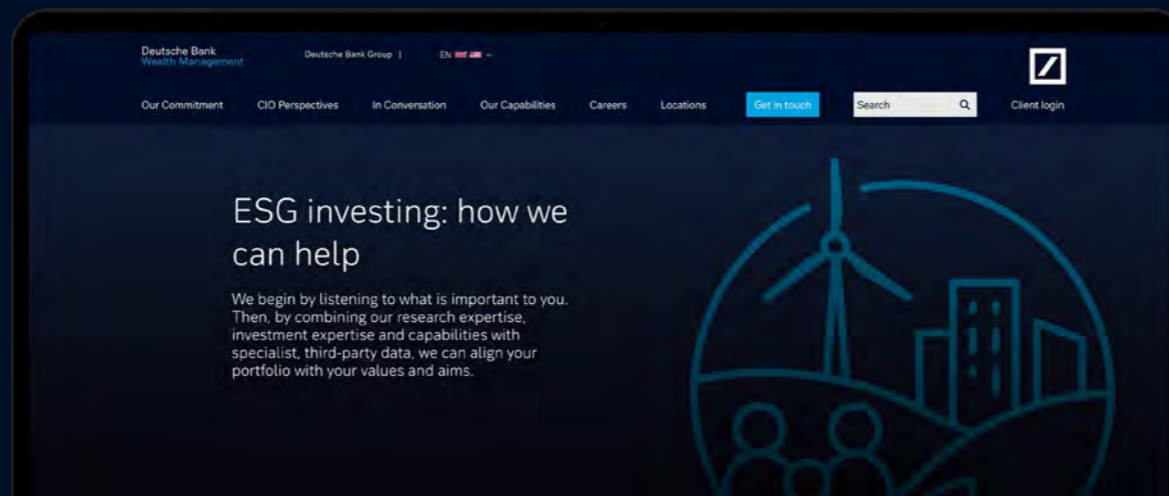 Deutsche Bank
Wealth Management
Deutsche Bank Group |
EN
Our Commitment
CIO Perspectives
In Conversation
Our Capabilities
Careers
Locations
Get in touch
Search
Client login
ESG investing: how we
can help
We begin by listening to what is important to you.
Then, by combining our research expertise,
investment expertise and capabilities with
specialist, third-party data, we can align your
portfolio with your values and aims.